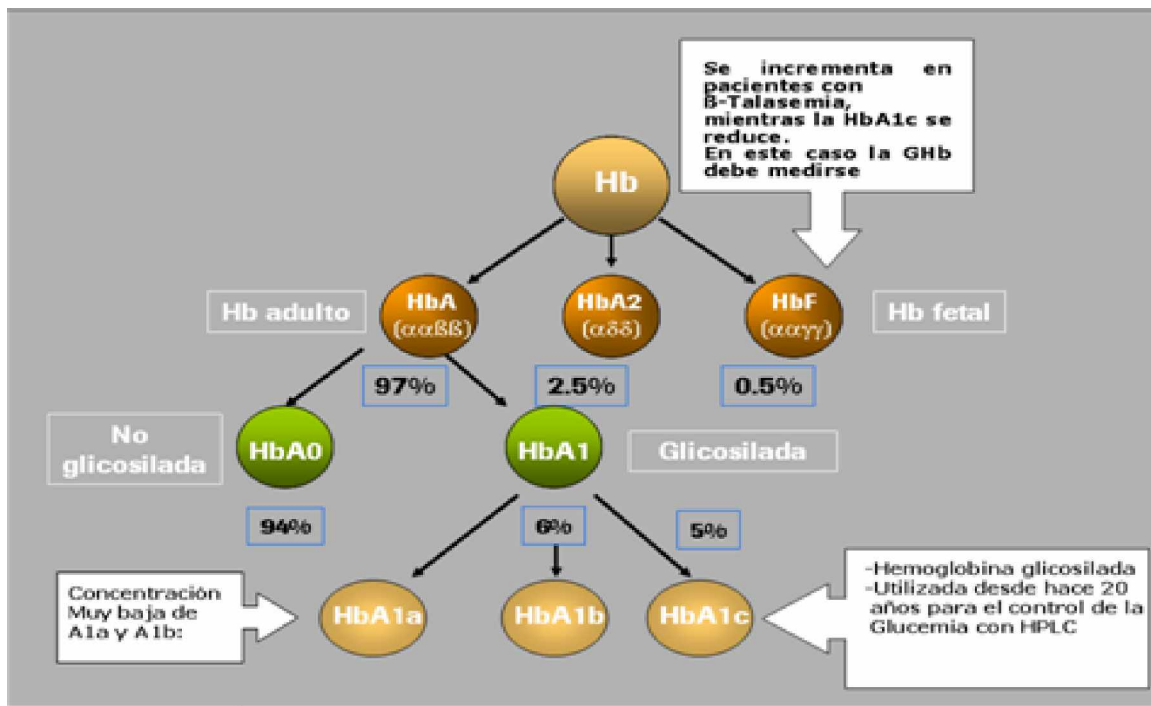 Se incrementa en
pacientes con
ß-Talasemia,
mientras la HbA1c se
reduce.
En este caso la GHb
debe medirse
Hb
Hb adulto
HbA
(ααßß)
HbA2
(αδδ)
HbF
(ααγγ)
Hb fetal
97%
2.5%
0.5%
No
glicosilada
HbA0
HbA1
Glicosilada
94%
6%
5%
Concentración
Muy baja de
A1a y A1b:
HbA1a
HbA1b
HbA1c
-Hemoglobina glicosilada
-Utilizada desde hace 20
años para el control de la
Glucemia con HPLC